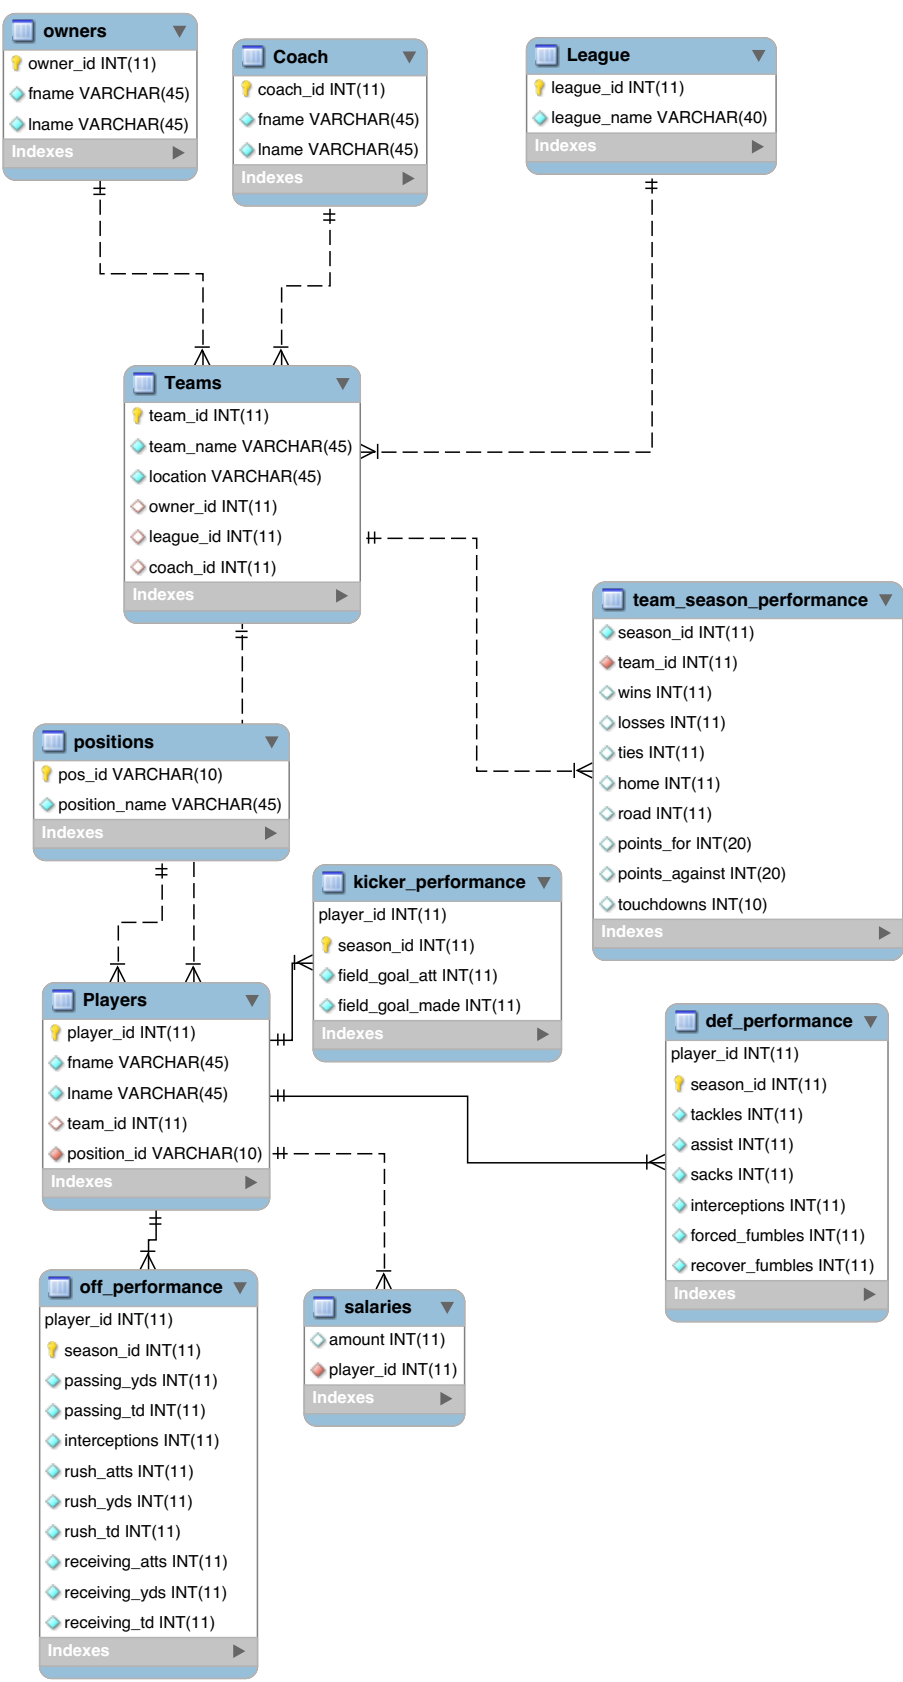 owners
owner_id INT(11)
fname VARCHAR(45)
lname VARCHAR(45)
Indexes
Coach
coach_id INT(11)
fname VARCHAR(45)
lname VARCHAR(45)
Indexes
League
league_id INT(11)
league_name VARCHAR(40)
Indexes
Teams
team_id INT(11)
team_name VARCHAR(45)
location VARCHAR(45)
owner_id INT(11)
league_id INT(11)
coach_id INT(11)
Indexes
team_season_performance
season_id INT(11)
team_id INT(11)
wins INT(11)
losses INT(11)
ties INT(11)
home INT(11)
road INT(11)
points_for INT(20)
points_against INT(20)
touchdowns INT(10)
Indexes
positions
pos_id VARCHAR(10)
position_name VARCHAR(45)
Indexes
kicker_performance
player_id INT(11)
season_id INT(11)
field_goal_att INT(11)
field_goal_made INT(11)
Indexes
Players
player_id INT(11)
fname VARCHAR(45)
lname VARCHAR(45)
team_id INT(11)
position_id VARCHAR(10)
Indexes
def_performance
player_id INT(11)
season_id INT(11)
tackles INT(11)
assist INT(11)
sacks INT(11)
interceptions INT(11)
forced_fumbles INT(11)
recover_fumbles INT(11)
Indexes
off_performance
player_id INT(11)
season_id INT(11)
passing_yds INT(11)
passing_td INT(11)
interceptions INT(11)
rush_atts INT(11)
rush_yds INT(11)
rush_td INT(11)
receiving_atts INT(11)
receiving_yds INT(11)
receiving_td INT(11)
Indexes
salaries
amount INT(11)
player_id INT(11)
Indexes